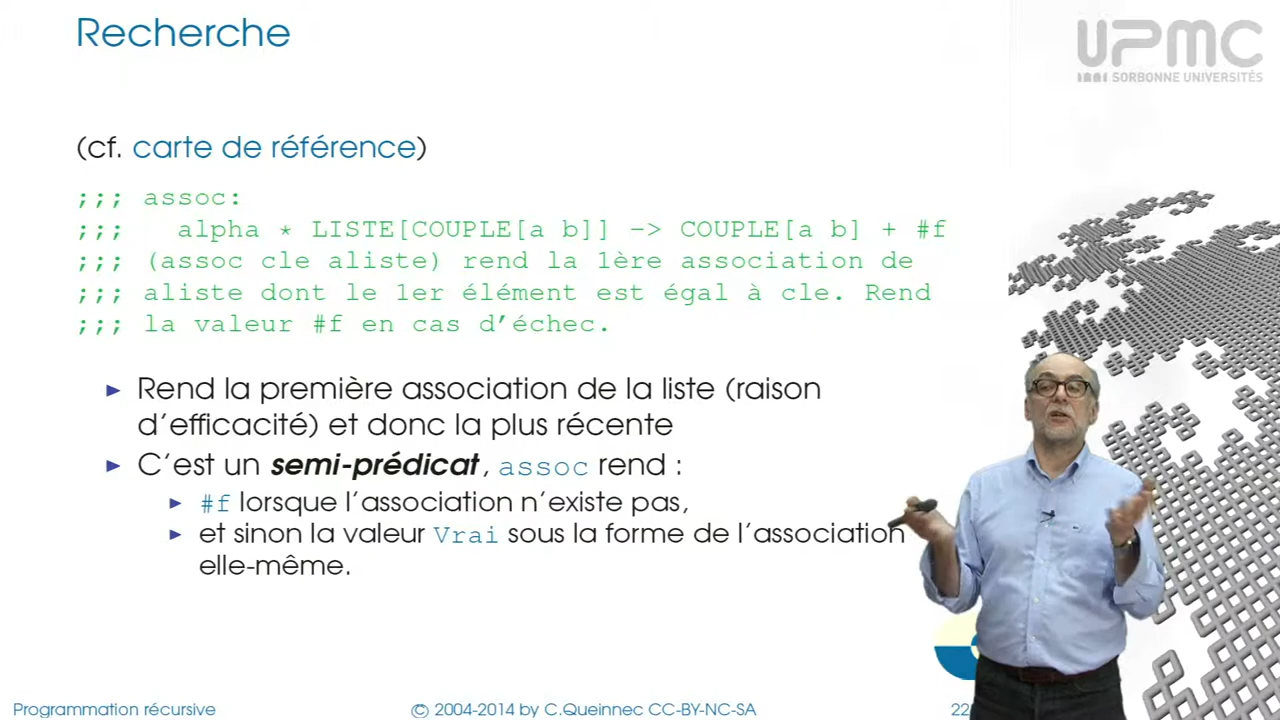 Recherche
UPMC
SORBONNE UNIVERSITÉS
(cf. carte de référence)
;;; assoc:
;;;   alpha * LISTE[COUPLE[a b]] -> COUPLE[a b] + #f
;;; (assoc cle aliste) rend la 1ère association de
;;; aliste dont le 1er élément est égal à cle. Rend
;;; la valeur #f en cas d'échec.
► Rend la première association de la liste (raison
d'efficacité) et donc la plus récente
► C'est un semi-prédicat, assoc rend :
► #f lorsque l'association n'existe pas,
► et sinon la valeur Vrai sous la forme de l'association
elle-même.
Programmation récursive
© 2004-2014 by C.Queinnec CC-BY-NC-SA
22